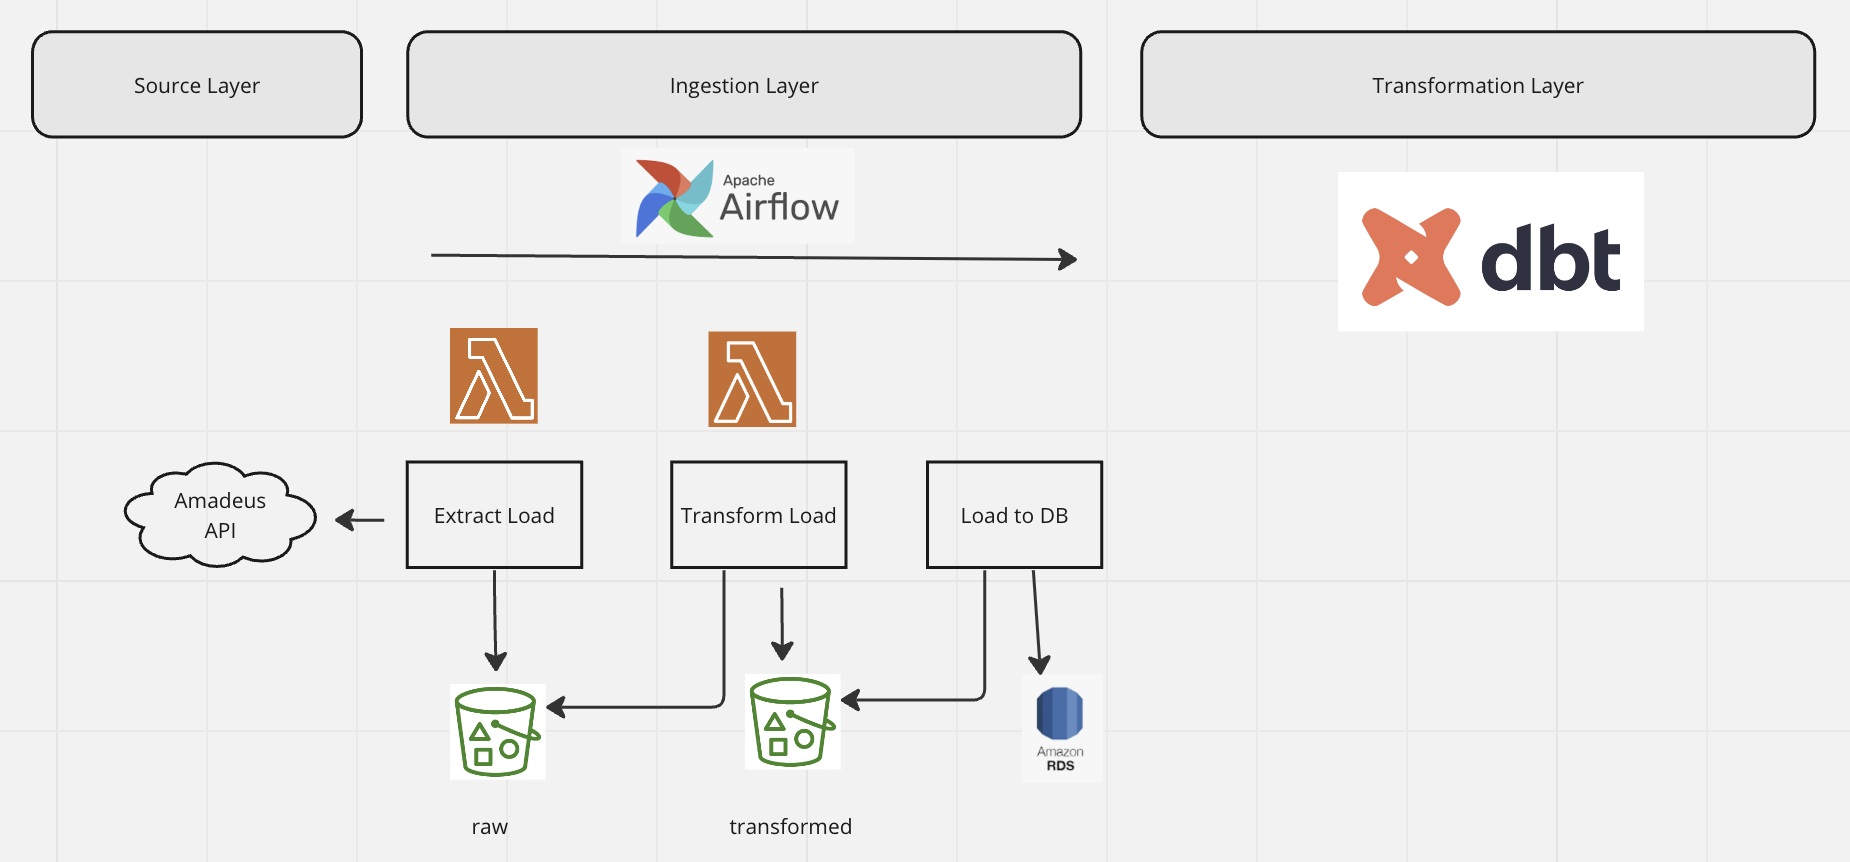 Source Layer
Ingestion Layer
Transformation Layer
Apache
Airflow
dbt
Amadeus
API
Extract Load
Transform Load
Load to DB
Amazon
RDS
raw
transformed